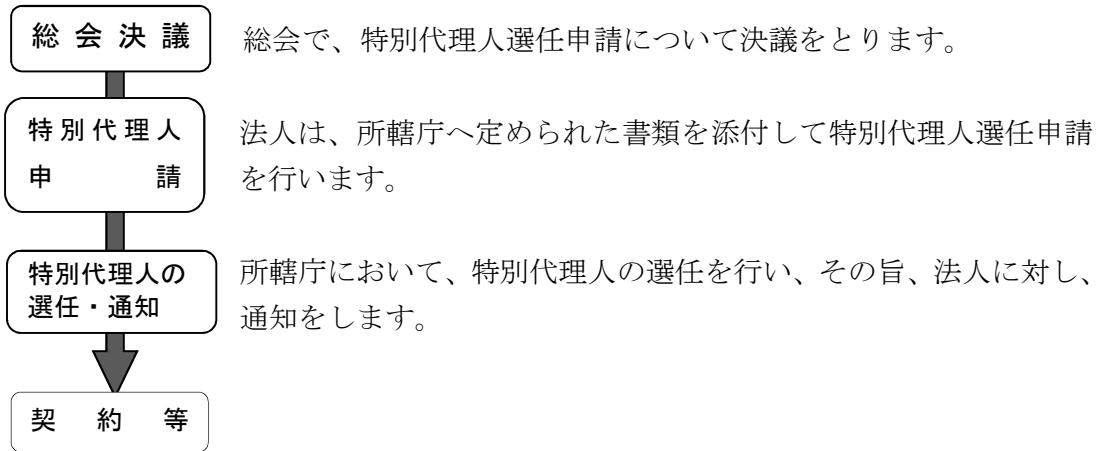 総会決議
総会で、特別代理人選任申請について決議をとります。
特別代理人
申請
法人は、所轄庁へ定められた書類を添付して特別代理人選任申請
を行います。
特別代理人の
選任・通知
所轄庁において、特別代理人の選任を行い、その旨、法人に対し、
通知をします。
契約等